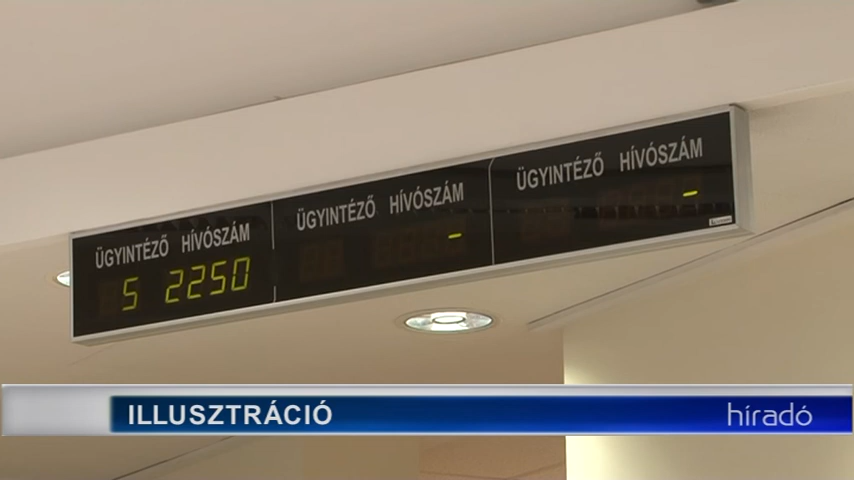 ÜGYINTÉZŐ HÍVÓSZÁM
5 2250
ÜGYINTÉZŐ HÍVÓSZÁM
-
ÜGYINTÉZŐ HÍVÓSZÁM
-
ILLUSZTRÁCIÓ
híradó